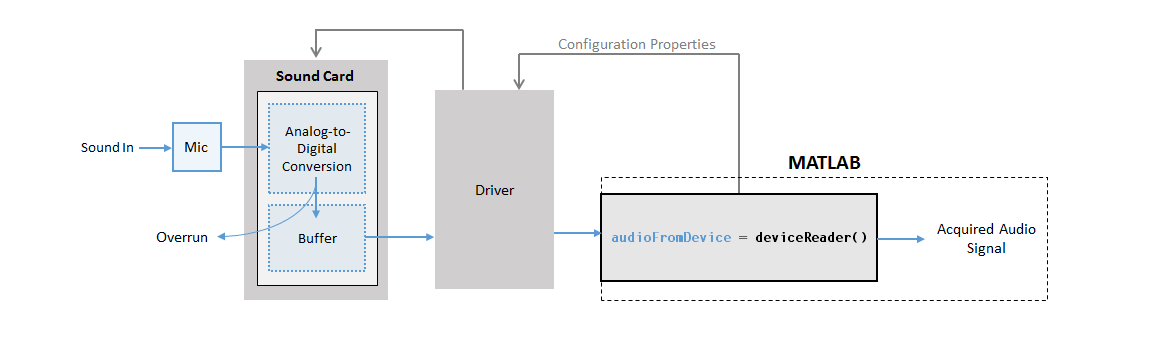 Configuration Properties
Sound Card
Analog-to-
Digital
Conversion
Sound In
Mic
MATLAB
Driver
Overrun
Buffer
audioFromDevice = deviceReader()
Acquired Audio
Signal